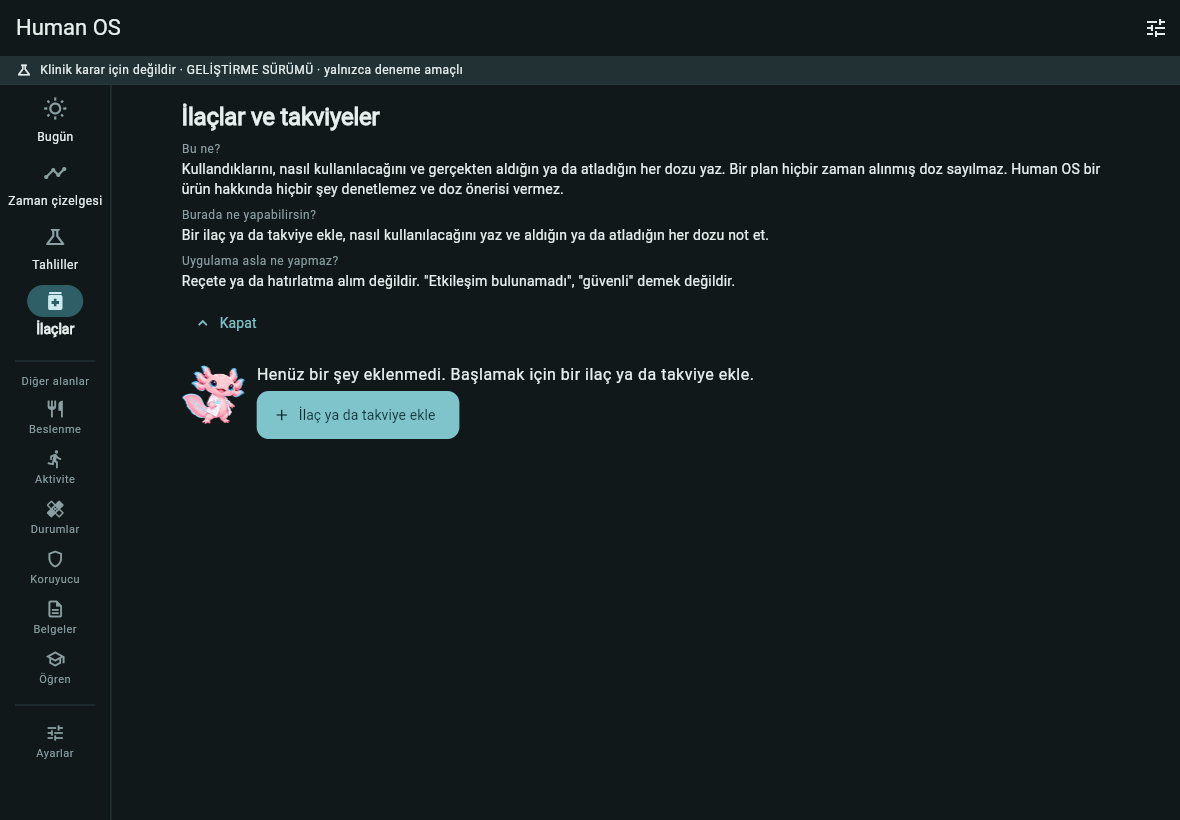 Human OS
Klinik karar için değildir · GELİŞTİRME SÜRÜMÜ · yalnızca deneme amaçlı
Bugün
Zaman çizelgesi
Tahliller
İlaçlar
Diğer alanlar
Beslenme
Aktivite
Durumlar
Koruyucu
Belgeler
Öğren
Ayarlar
İlaçlar ve takviyeler
Bu ne?
Kullandıklarını, nasıl kullanılacağını ve gerçekten aldığın ya da atladığın her dozu yaz. Bir plan hiçbir zaman alınmış doz sayılmaz. Human OS bir
ürün hakkında hiçbir şey denetlemez ve doz önerisi vermez.
Burada ne yapabilirsin?
Bir ilaç ya da takviye ekle, nasıl kullanılacağını yaz ve aldığın ya da atladığın her dozu not et.
Uygulama asla ne yapmaz?
Reçete ya da hatırlatma alım değildir. "Etkileşim bulunamadı", "güvenli" demek değildir.
Kapat
Henüz bir şey eklenmedi. Başlamak için bir ilaç ya da takviye ekle.
İlaç ya da takviye ekle